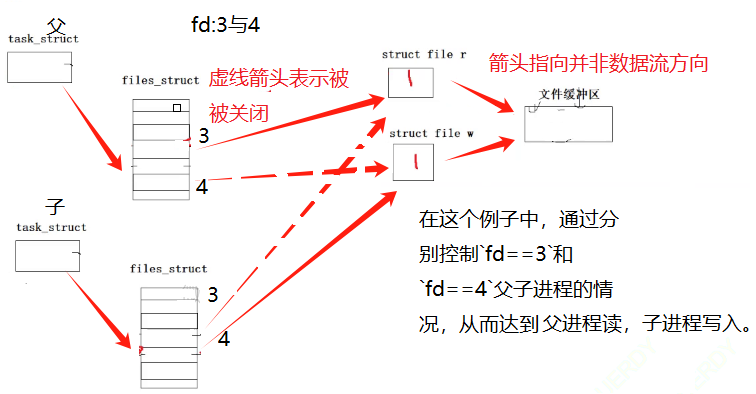 父
fd:3与4
task_struct
struct file r
files_struct
虚线箭头表示被
被关闭
箭头指向并非数据流方向
1
文件缓冲区
3
struct file w
1
4
子
task_struct
在这个例子中，通过分
别控制`fd==3`和
`fd==4`父子进程的情
况，从而达到父进程读，子进程写入。
files_struct
3
4